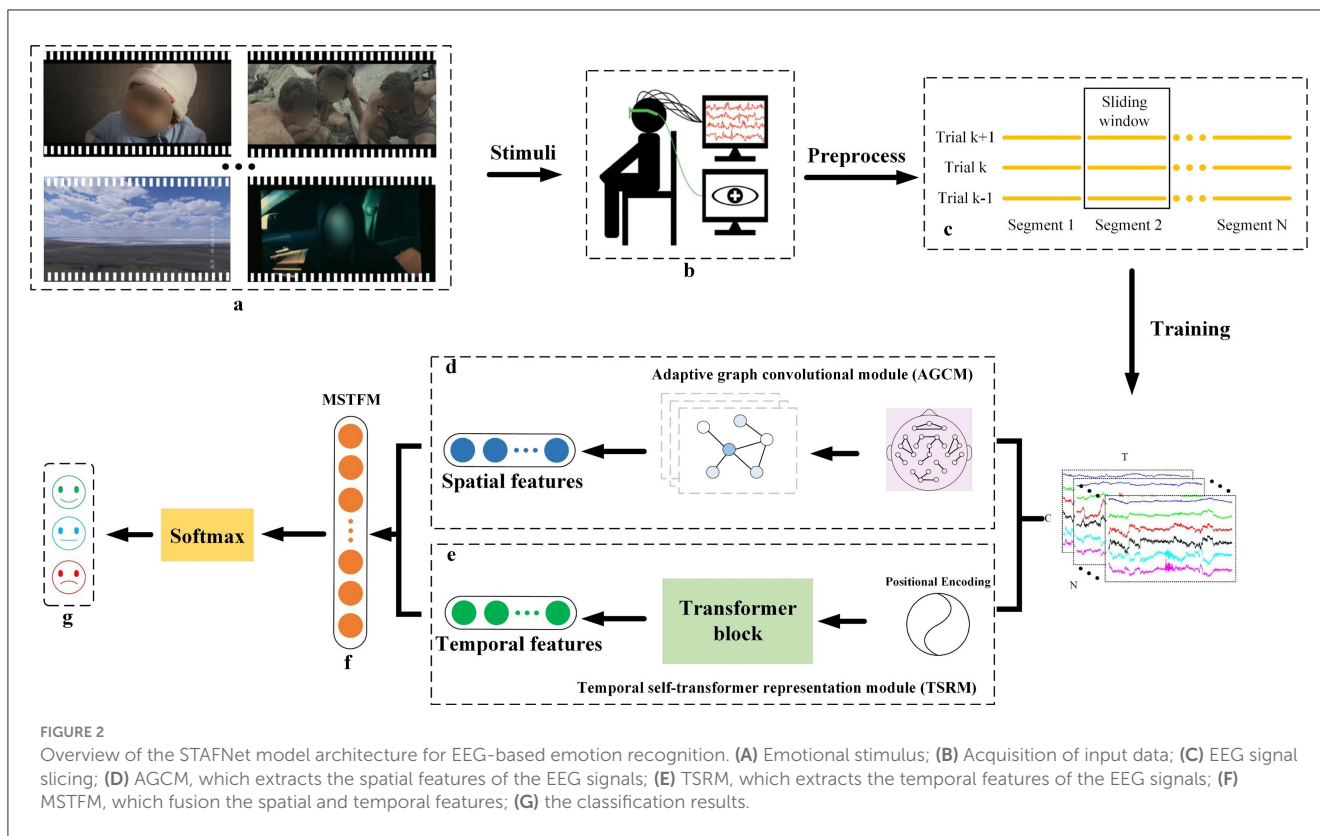 Stimuli
Preprocess
a
b
Sliding
window
Trial k+1
Trial k
Trial k-1
Segment 1
Segment 2
Segment N
c
Training
d
Adaptive graph convolutional module (AGCM)
Spatial features
MSTFM
Softmax
g
f
e
Positional Encoding
Transformer
block
Temporal features
Temporal self-transformer representation module (TSRM)
T
C
N
FIGURE 2
Overview of the STAFNet model architecture for EEG-based emotion recognition. (A) Emotional stimulus; (B) Acquisition of input data; (C) EEG
signal slicing; (D) AGCM, which extracts the spatial features of the EEG signals; (E) TSRM, which extracts the temporal features of the EEG signals; (F)
MSTFM, which fusion the spatial and temporal features; (G) the classification results.